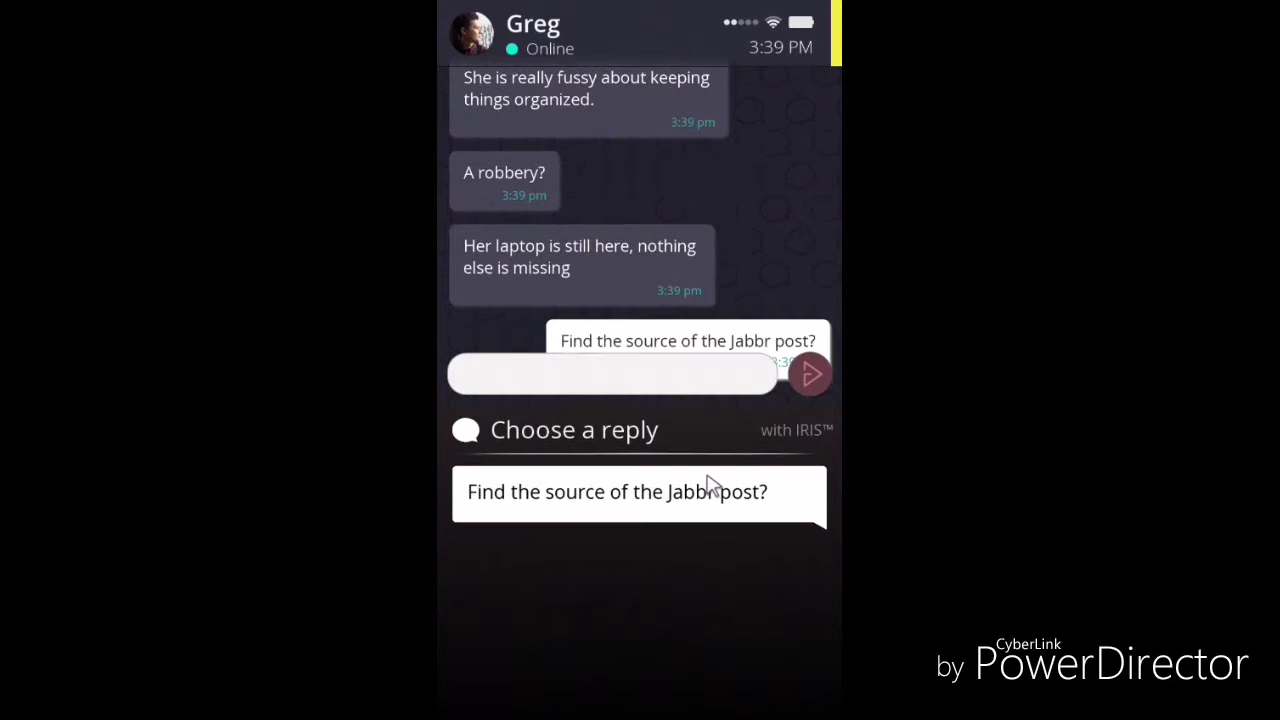 Greg
Online
3:39 PM
She is really fussy about keeping
things organized.
3:39 pm
A robbery?
3:39 pm
Her laptop is still here, nothing
else is missing
3:39 pm
Find the source of the Jabbr post?
3:39
Choose a reply
with IRIS™
Find the source of the Jabbr post?
CyberLink
by PowerDirector